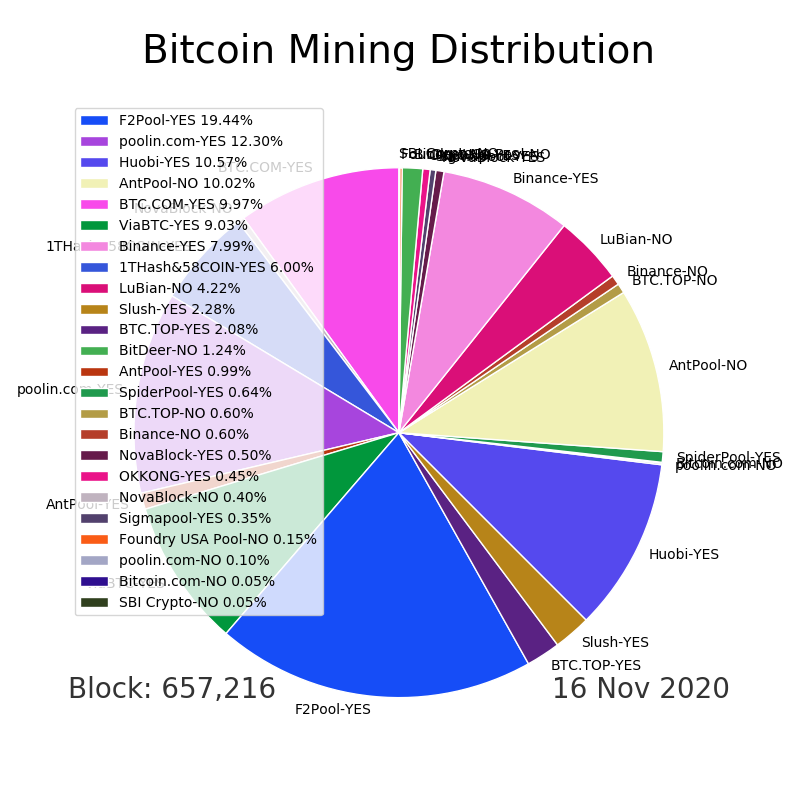 Bitcoin Mining Distribution
F2Pool-YES 19.44%
poolin.com-YES 12.30%
Huobi-YES 10.57%
AntPool-NO 10.02%
BTC.COM-YES 9.97%
ViaBTC-YES 9.03%
Binance-YES 7.99%
1THash&58COIN-YES 6.00%
LuBian-NO 4.22%
Slush-YES 2.28%
BTC.TOP-YES 2.08%
BitDeer-NO 1.24%
AntPool-YES 0.99%
SpiderPool-YES 0.64%
BTC.TOP-NO 0.60%
Binance-NO 0.60%
NovaBlock-YES 0.50%
OKKONG-YES 0.45%
NovaBlock-NO 0.40%
Sigmapool-YES 0.35%
Foundry USA Pool-NO 0.15%
poolin.com-NO 0.10%
Bitcoin.com-NO 0.05%
SBI Crypto-NO 0.05%
BTC.COM-YES
NovaBlock-NO
poolin.com-YES
AntPool-YES
Binance-YES
LuBian-NO
Binance-NO
BTC.TOP-NO
AntPool-NO
SpiderPool-YES
poolin.com-NO
Huobi-YES
Slush-YES
BTC.TOP-YES
F2Pool-YES
Block: 657,216
16 Nov 2020